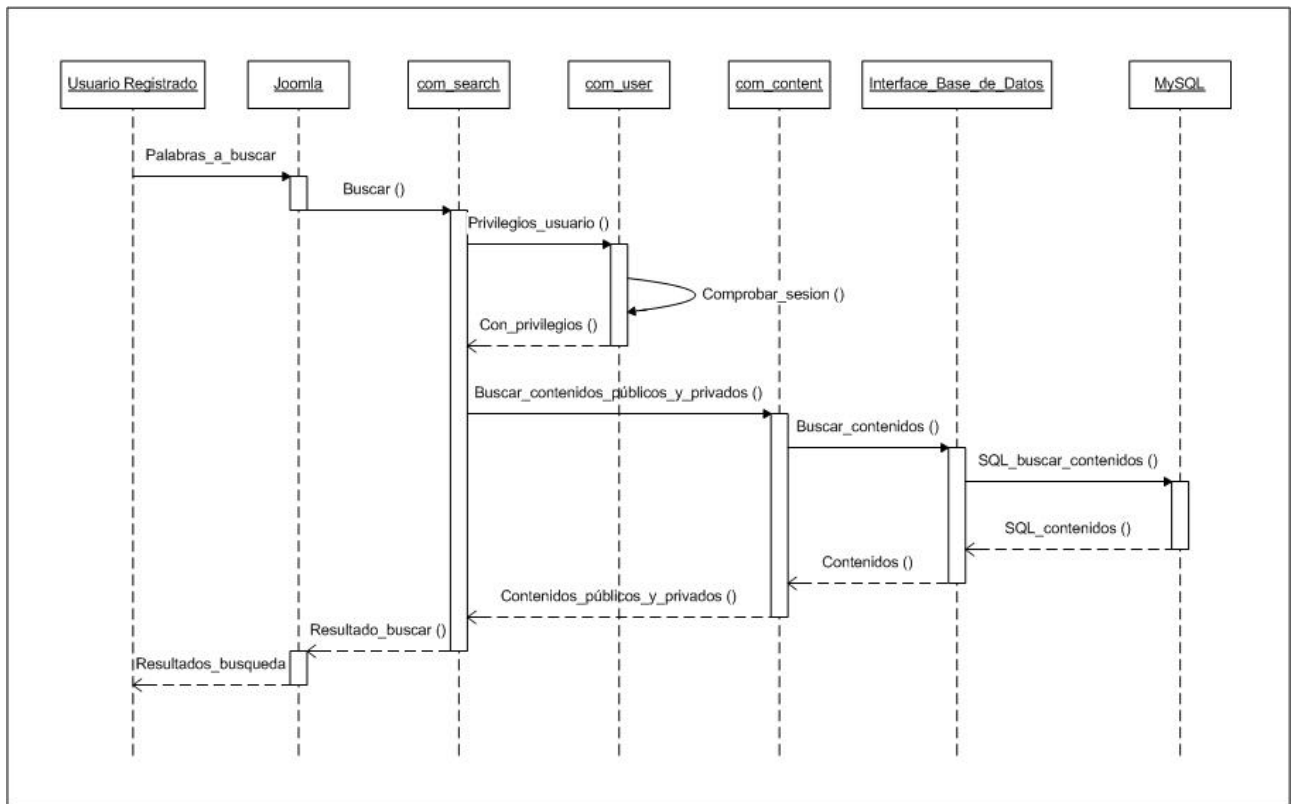 Usuario Registrado
Joomla
com_search
com_user
com_content
Interface_Base_de_Datos
MySQL
Palabras_a_buscar
Buscar ()
Privilegios_usuario ()
Comprobar_sesion ()
Con_privilegios ()
Buscar_contenidos_públicos_y_privados ()
Buscar_contenidos ()
SQL_buscar_contenidos ()
SQL_contenidos ()
Contenidos ()
Contenidos_públicos_y_privados ()
Resultado_buscar ()
Resultados_busqueda